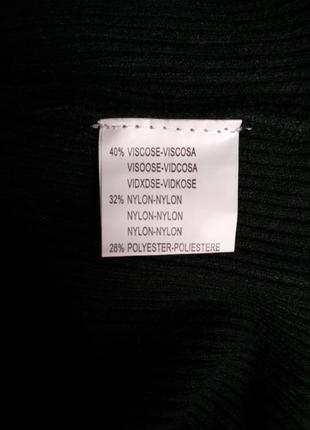 40% VISCOSE-VISCOSA
VISOOSE-VIDCOSA
VIDXDSE-VIDKOSE
32% NYLON-NYLON
NYLON-NYLON
NYLON-NYLON
28% POLYESTER-POLIESTERE